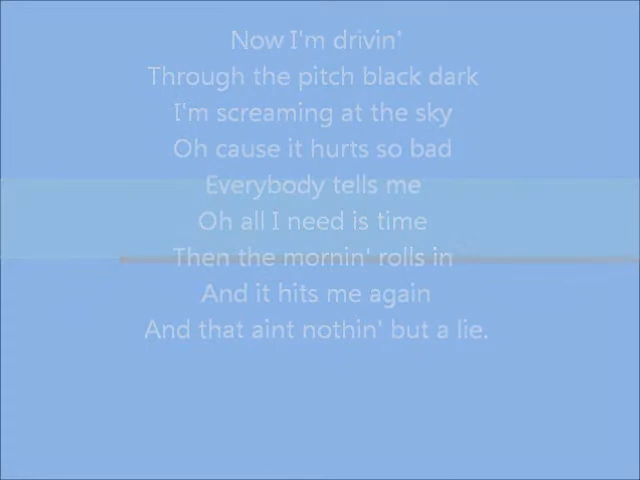 Now I'm drivin'
Through the pitch black dark
I'm screaming at the sky
Oh cause it hurts so bad
Everybody tells me
Oh all I need is time
Then the mornin' rolls in
And it hits me again
And that aint nothin' but a lie.